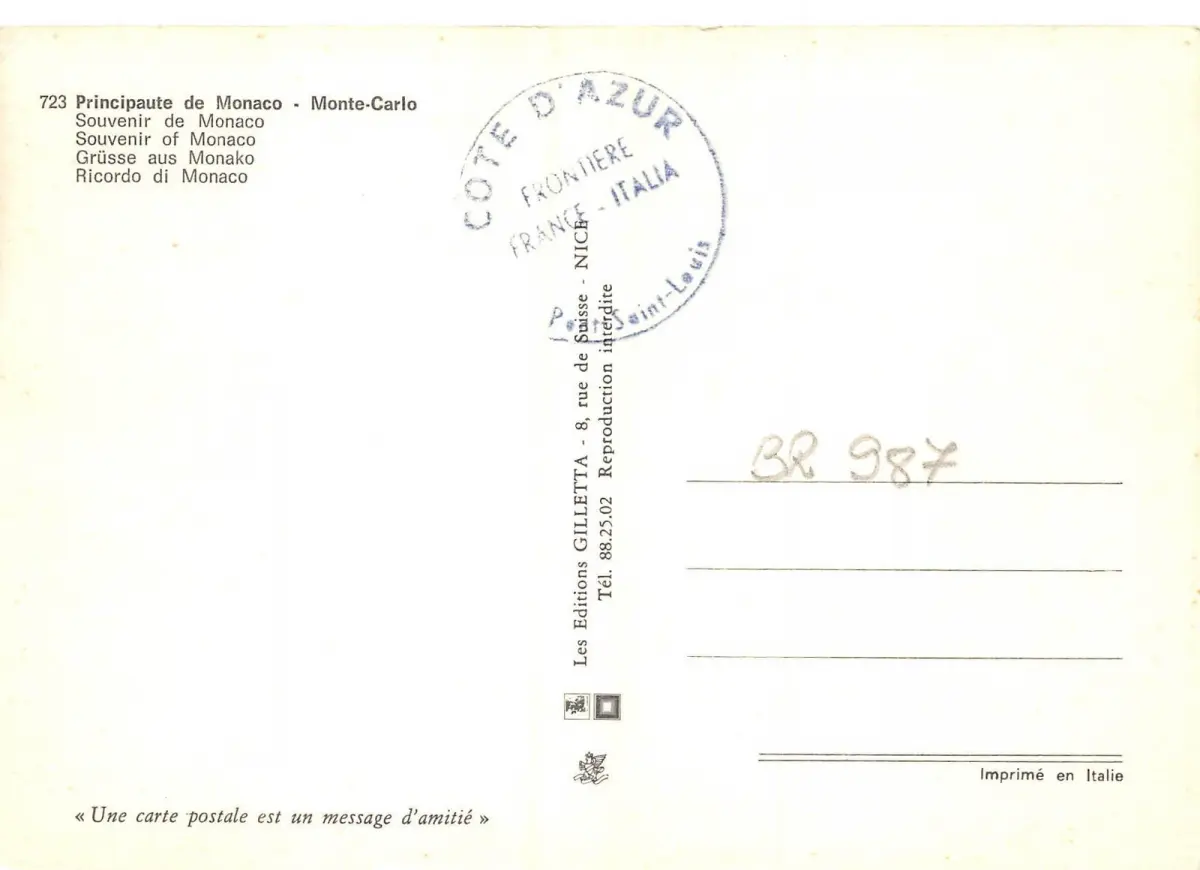 723 Principaute de Monaco - Monte-Carlo
Souvenir de Monaco
Souvenir of Monaco
Grüsse aus Monako
Ricordo di Monaco
COTE D'AZUR
FRONTIERE
FRANCE - ITALIA
Pont Saint-Louis
Les Editions GILLETTA - 8, rue de Suisse - NICE
Tél. 88.25.02 Reproduction interdite
BR 987
Imprimé en Italie
« Une carte postale est un message d'amitié »